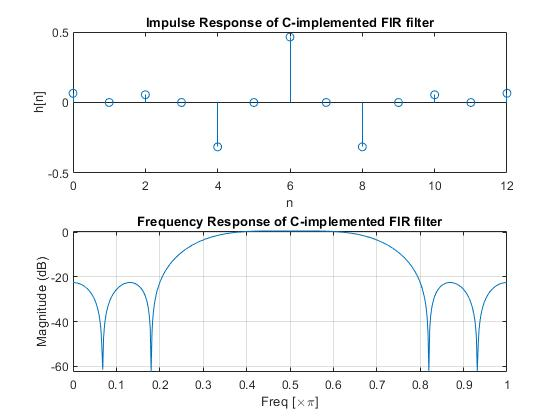 Impulse Response of C-implemented FIR filter
0.5
0
-0.5
h[n]
0 2 4 6 8 10 12
n
Frequency Response of C-implemented FIR filter
0
-20
-40
-60
Magnitude (dB)
0 0.1 0.2 0.3 0.4 0.5 0.6 0.7 0.8 0.9 1
Freq [×π]